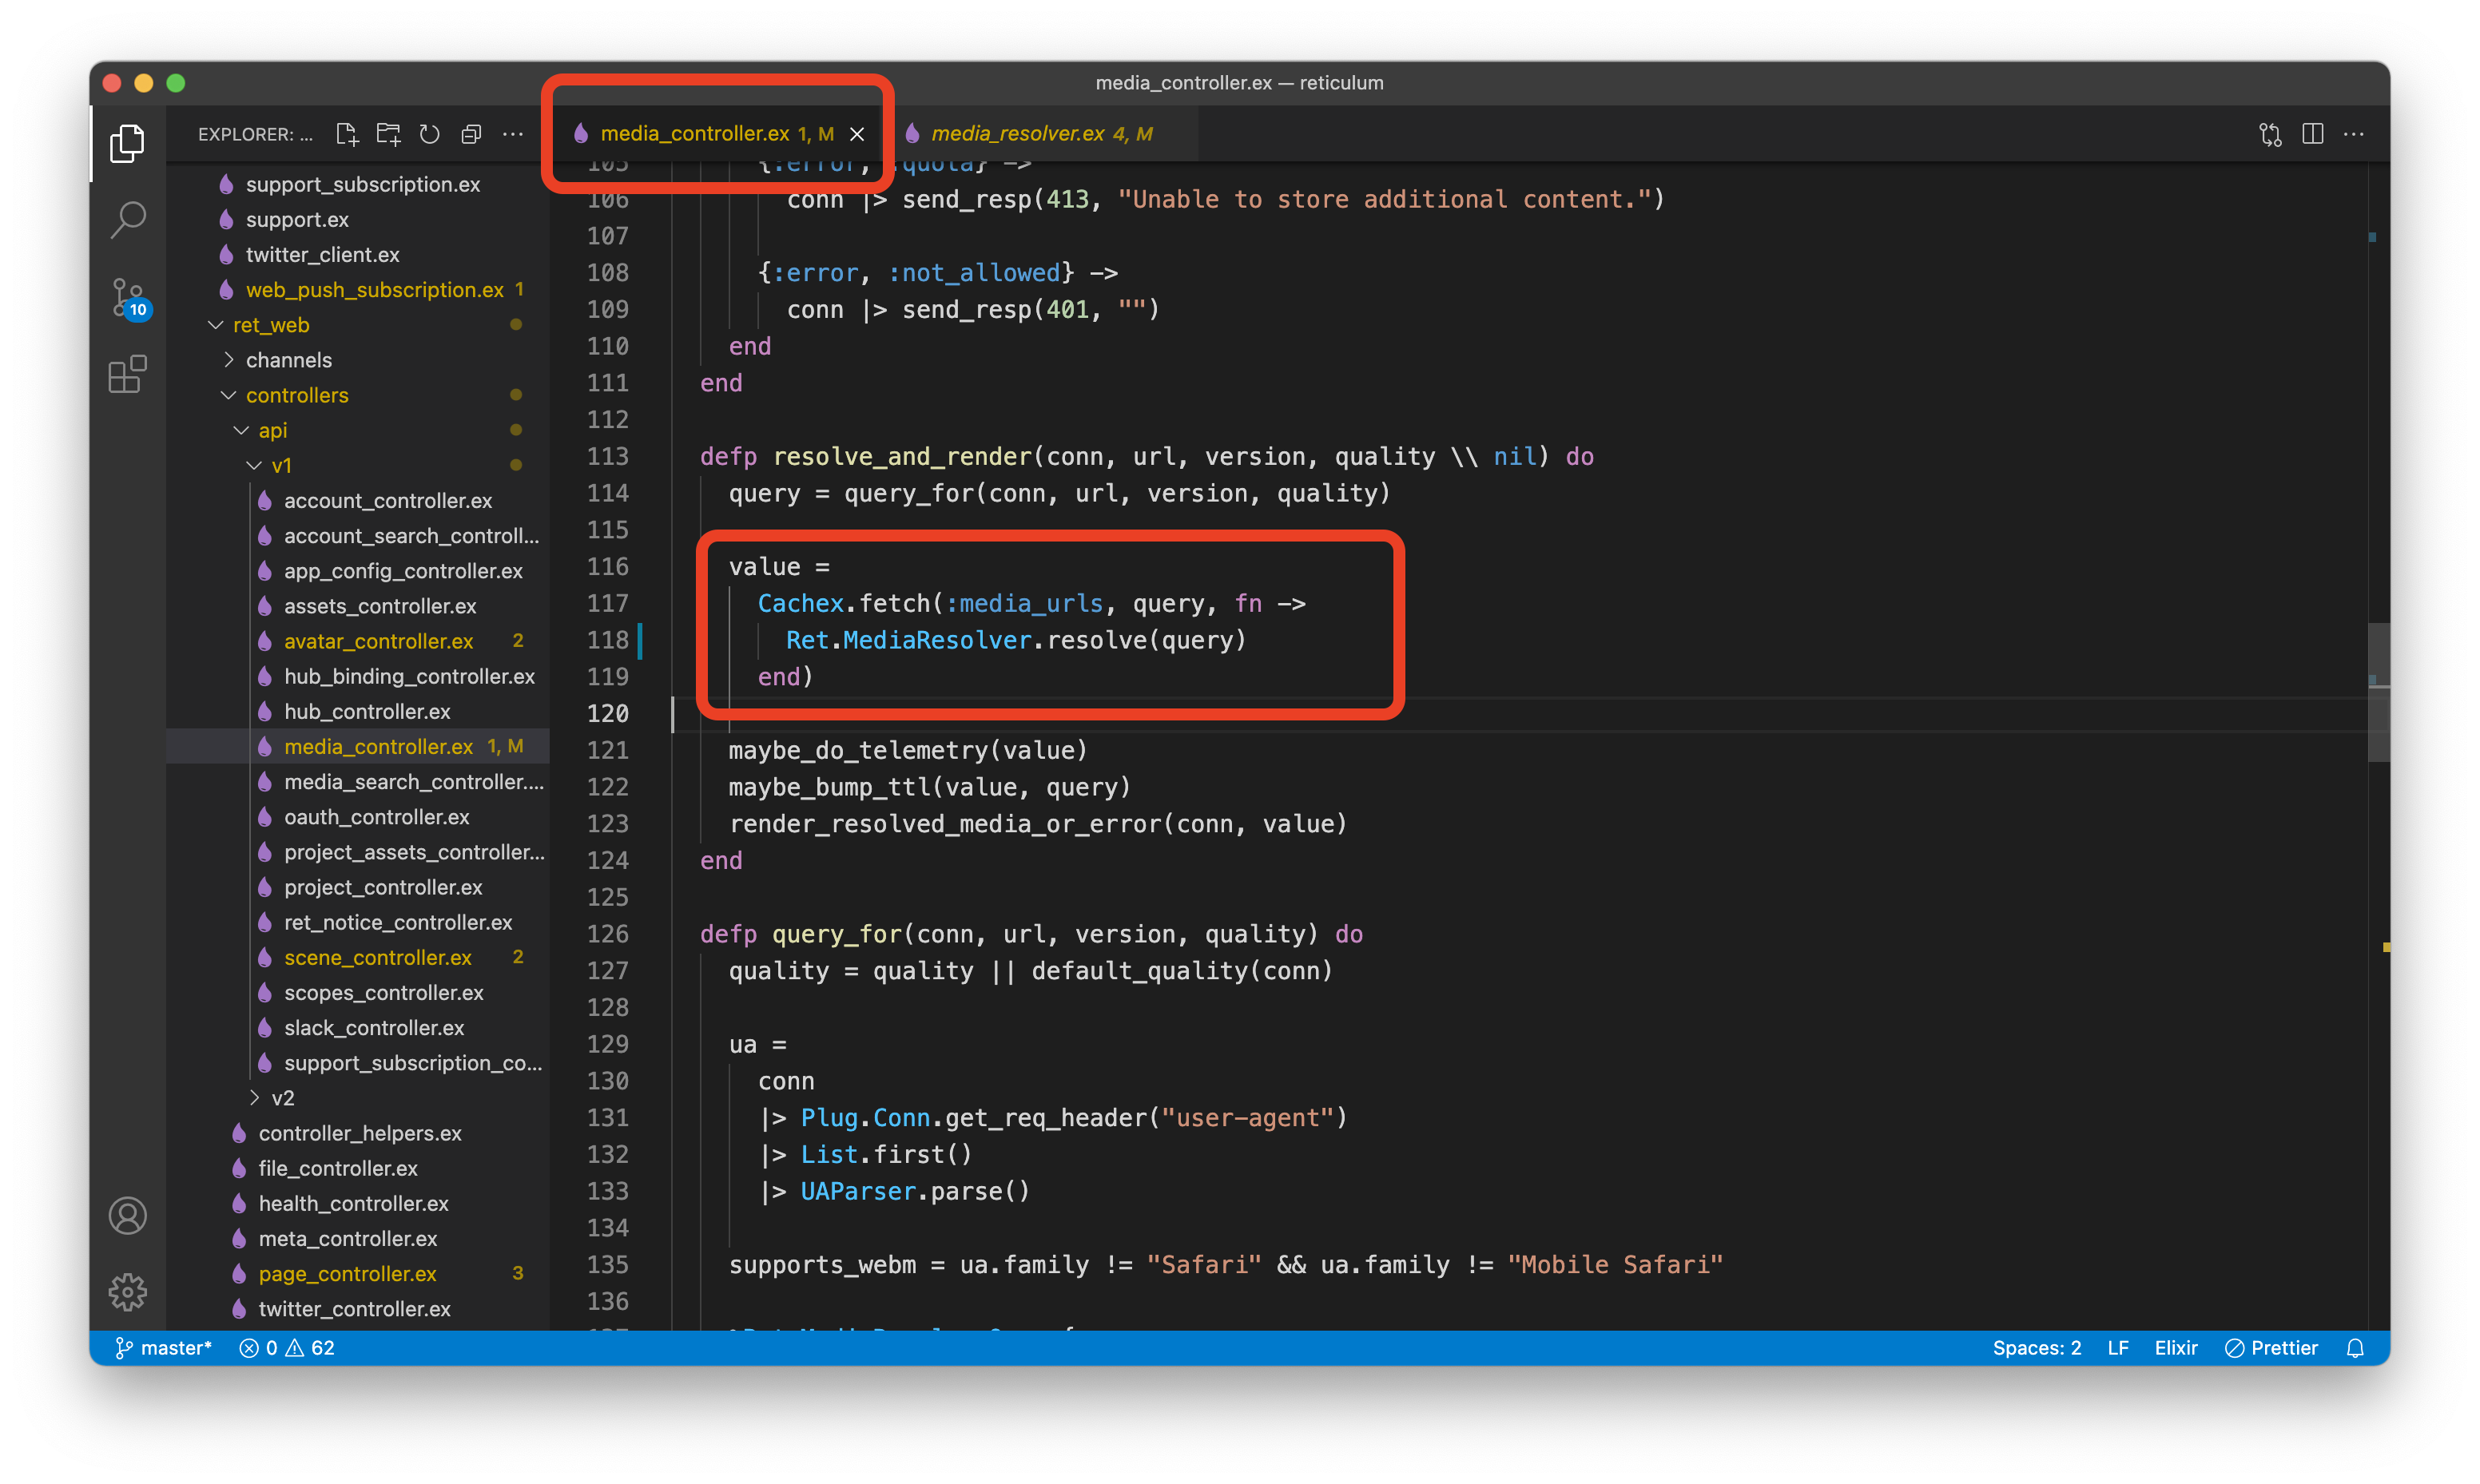 media_controller.ex — reticulum
EXPLORER: ...
media_controller.ex 1, M
media_resolver.ex 4, M
support_subscription.ex
support.ex
twitter_client.ex
web_push_subscription.ex 1
10
ret_web
channels
controllers
api
v1
account_controller.ex
account_search_controll...
app_config_controller.ex
assets_controller.ex
avatar_controller.ex 2
hub_binding_controller.ex
hub_controller.ex
media_controller.ex 1, M
media_search_controller....
oauth_controller.ex
project_assets_controller...
project_controller.ex
ret_notice_controller.ex
scene_controller.ex 2
scopes_controller.ex
slack_controller.ex
support_subscription_co...
v2
controller_helpers.ex
file_controller.ex
health_controller.ex
meta_controller.ex
page_controller.ex 3
twitter_controller.ex
105 {:error, :quota} ->
106 conn |> send_resp(413, "Unable to store additional content.")
107
108 {:error, :not_allowed} ->
109 conn |> send_resp(401, "")
110 end
111 end
112
113 defp resolve_and_render(conn, url, version, quality \\ nil) do
114 query = query_for(conn, url, version, quality)
115
116 value =
117 Cachex.fetch(:media_urls, query, fn ->
118 Ret.MediaResolver.resolve(query)
119 end)
120
121 maybe_do_telemetry(value)
122 maybe_bump_ttl(value, query)
123 render_resolved_media_or_error(conn, value)
124 end
125
126 defp query_for(conn, url, version, quality) do
127 quality = quality || default_quality(conn)
128
129 ua =
130 conn
131 |> Plug.Conn.get_req_header("user-agent")
132 |> List.first()
133 |> UAParser.parse()
134
135 supports_webm = ua.family != "Safari" && ua.family != "Mobile Safari"
136
master* 0 62
Spaces: 2 LF Elixir Prettier